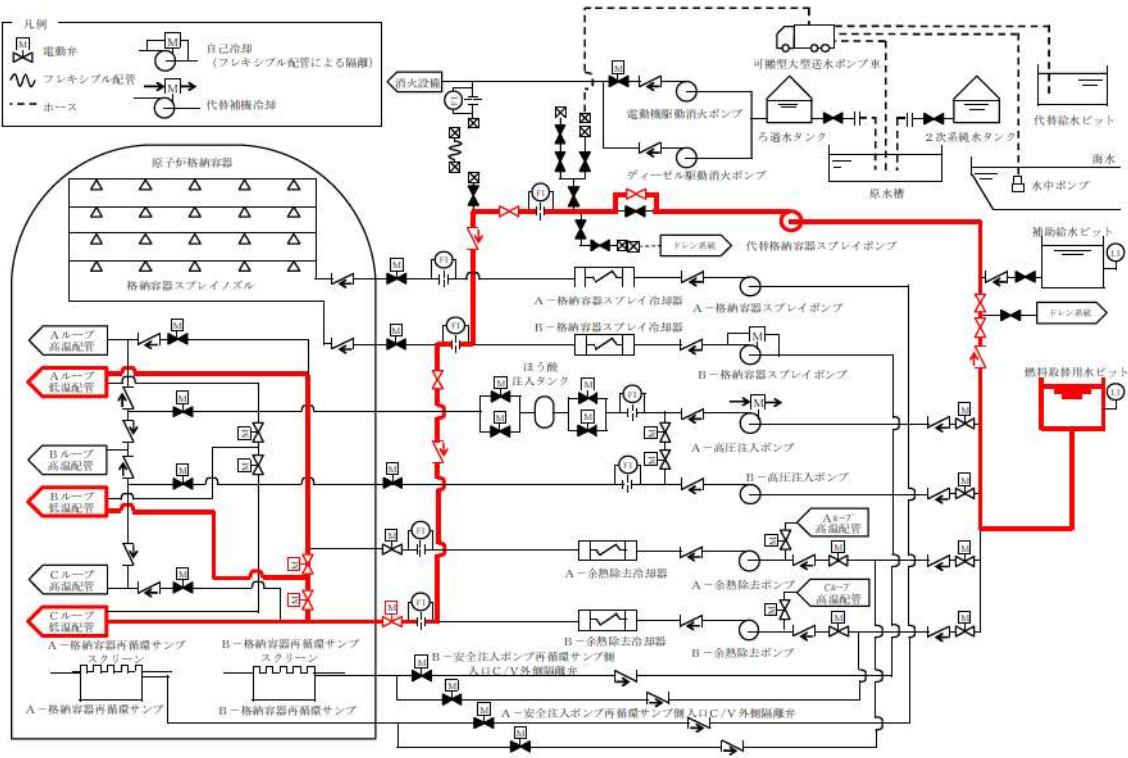 凡例
M
電動弁
フレキシブル配管
ホース
M
自己冷却
(フレキシブル配管による隔離)
M
代替補機冷却
消火設備
FI
M
電動機駆動消火ポンプ
ディーゼル駆動消火ポンプ
可搬型大型送水ポンプ車
ろ過水タンク
2次系純水タンク
原水槽
代替給水ピット
海水
水中ポンプ
原子炉格納容器
格納容器スプレイノズル
FI
代替格納容器スプレイポンプ
ドレン系統
補助給水ピット
LI
ドレン系統
燃料取替用水ピット
LI
M
FI
A-格納容器スプレイ冷却器
A-格納容器スプレイポンプ
M
FI
B-格納容器スプレイ冷却器
M
B-格納容器スプレイポンプ
Aループ
高温配管
M
Aループ
低温配管
M
M
M
ほう酸
注入タンク
M
M
FI
M
A-高圧注入ポンプ
M
M
M
Bループ
高温配管
M
M
M
M
FI
B-高圧注入ポンプ
M
Bループ
低温配管
M
FI
A-余熱除去冷却器
A-余熱除去ポンプ
M
Aループ
高温配管
M
M
Cループ
高温配管
M
M
M
Cループ
低温配管
M
FI
B-余熱除去冷却器
B-余熱除去ポンプ
M
Cループ
高温配管
M
M
A-格納容器再循環サンプ
スクリーン
B-格納容器再循環サンプ
スクリーン
A-格納容器再循環サンプ
B-格納容器再循環サンプ
B-安全注入ポンプ再循環サンプ側
入口C/V外側隔離弁
M
M
A-安全注入ポンプ再循環サンプ側入口C/V外側隔離弁
M
M